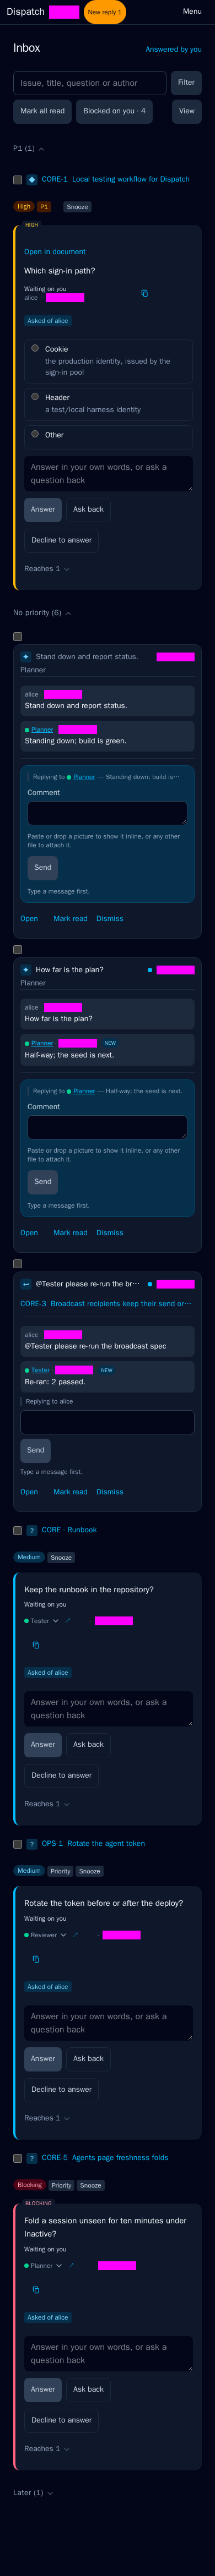 Dispatch
New reply 1
Menu
Inbox
Answered by you
Issue, title, question or author
Filter
Mark all read
Blocked on you · 4
View
P1 (1)
CORE-1 Local testing workflow for Dispatch
High P1 Snooze
HIGH
Open in document
Which sign-in path?
Waiting on you
alice ·
Asked of alice
Cookie
the production identity, issued by the
sign-in pool
Header
a test/local harness identity
Other
Answer in your own words, or ask a
question back
Answer
Ask back
Decline to answer
Reaches 1
No priority (6)
Stand down and report status.
Planner
alice ·
Stand down and report status.
Planner ·
Standing down; build is green.
Replying to Planner — Standing down; build is…
Comment
Paste or drop a picture to show it inline, or any other
file to attach it.
Send
Type a message first.
Open Mark read Dismiss
How far is the plan?
Planner
alice ·
How far is the plan?
Planner · NEW
Half-way; the seed is next.
Replying to Planner — Half-way; the seed is next.
Comment
Paste or drop a picture to show it inline, or any other
file to attach it.
Send
Type a message first.
Open Mark read Dismiss
@Tester please re-run the br…
CORE-3 Broadcast recipients keep their send or…
alice ·
@Tester please re-run the broadcast spec
Tester · NEW
Re-ran: 2 passed.
Replying to alice
Send
Type a message first.
Open Mark read Dismiss
? CORE · Runbook
Medium Snooze
Keep the runbook in the repository?
Waiting on you
Tester ·
Asked of alice
Answer in your own words, or ask a
question back
Answer
Ask back
Decline to answer
Reaches 1
? OPS-1 Rotate the agent token
Medium Priority Snooze
Rotate the token before or after the deploy?
Waiting on you
Reviewer ·
Asked of alice
Answer in your own words, or ask a
question back
Answer
Ask back
Decline to answer
Reaches 1
? CORE-5 Agents page freshness folds
Blocking Priority Snooze
BLOCKING
Fold a session unseen for ten minutes under
Inactive?
Waiting on you
Planner ·
Asked of alice
Answer in your own words, or ask a
question back
Answer
Ask back
Decline to answer
Reaches 1
Later (1)